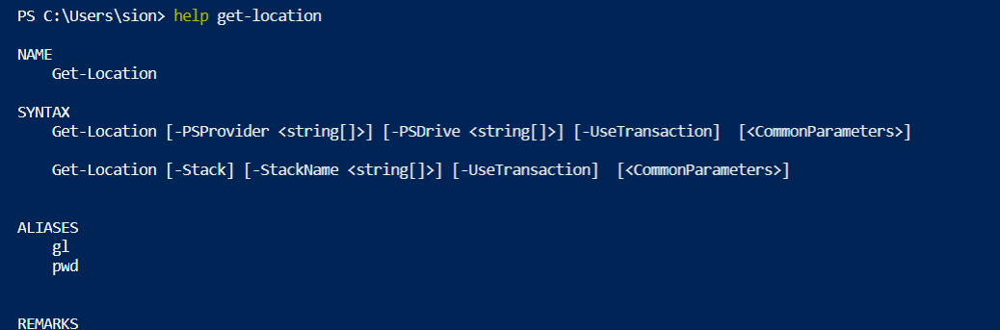 PS C:\Users\sion> help get-location
NAME
Get-Location
SYNTAX
Get-Location [-PSProvider <string[]>] [-PSDrive <string[]>] [-UseTransaction]  [<CommonParameters>]
Get-Location [-Stack] [-StackName <string[]>] [-UseTransaction]  [<CommonParameters>]
ALIASES
gl
pwd
REMARKS